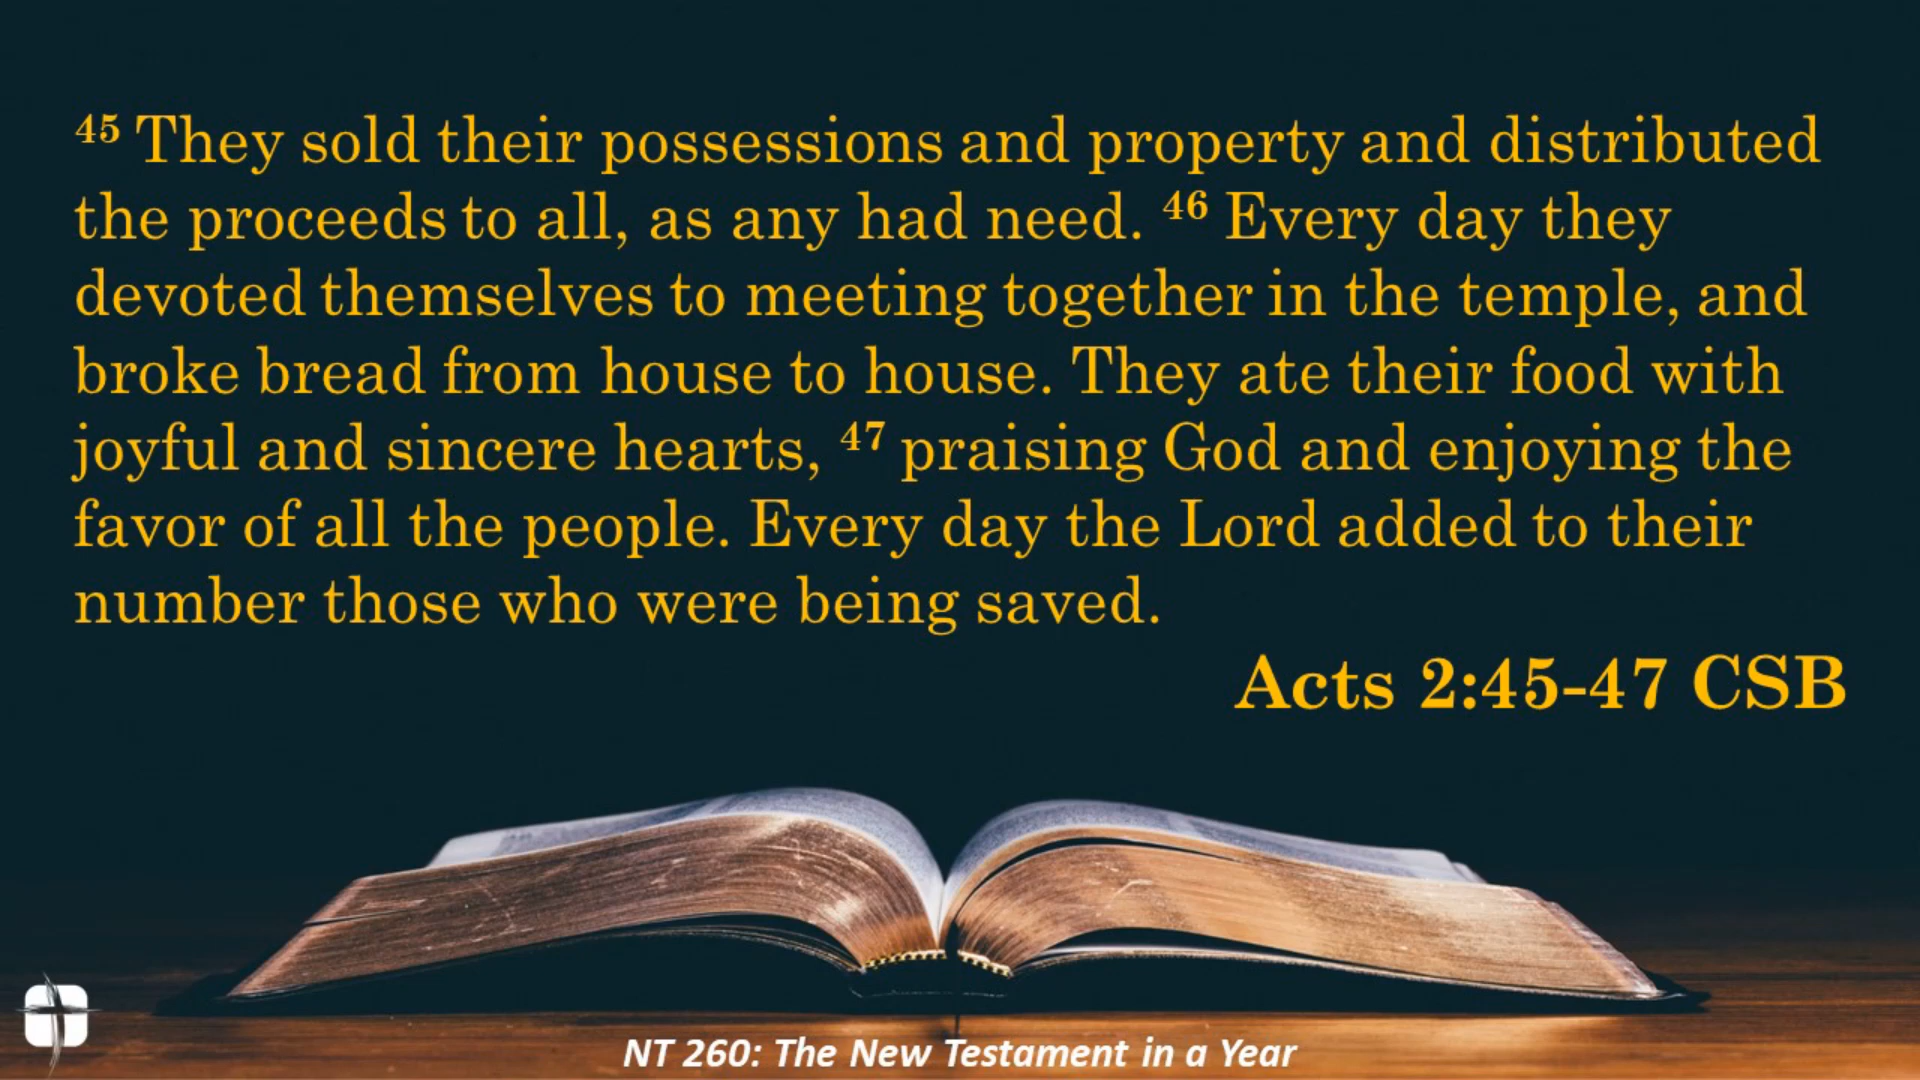 45 They sold their possessions and property and distributed
the proceeds to all, as any had need. 46 Every day they
devoted themselves to meeting together in the temple, and
broke bread from house to house. They ate their food with
joyful and sincere hearts, 47 praising God and enjoying the
favor of all the people. Every day the Lord added to their
number those who were being saved.
Acts 2:45-47 CSB
NT 260: The New Testament in a Year